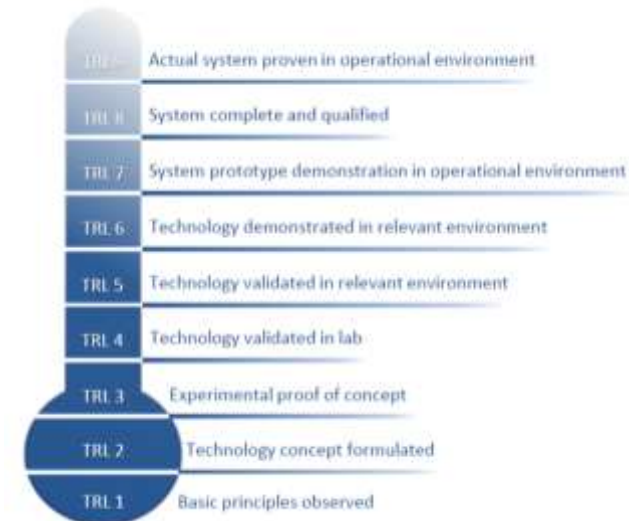 Actual system proven in operational environment
TRL 8 System complete and qualified
TRL 7 System prototype demonstration in operational environment
TRL 6 Technology demonstrated in relevant environment
TRL 5 Technology validated in relevant environment
TRL 4 Technology validated in lab
TRL 3 Experimental proof of concept
TRL 2 Technology concept formulated
TRL 1 Basic principles observed